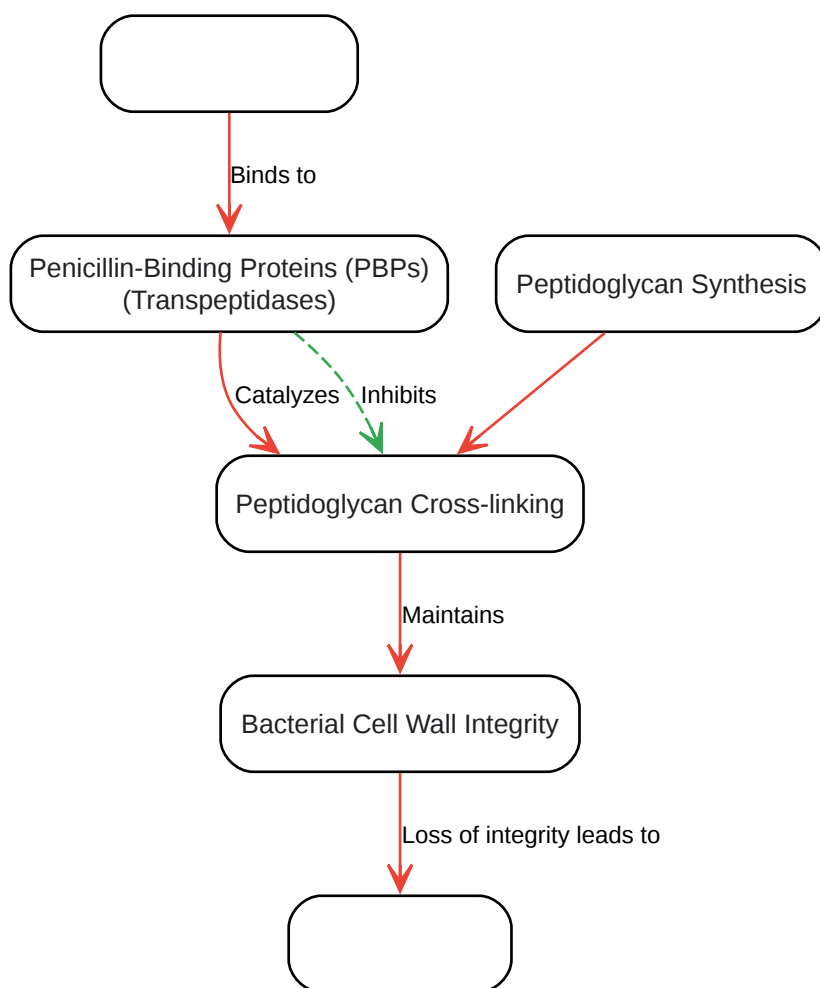 Binds to
Penicillin-Binding Proteins (PBPs)
(Transpeptidases)
Peptidoglycan Synthesis
Catalyzes
Inhibits
Peptidoglycan Cross-linking
Maintains
Bacterial Cell Wall Integrity
Loss of integrity leads to